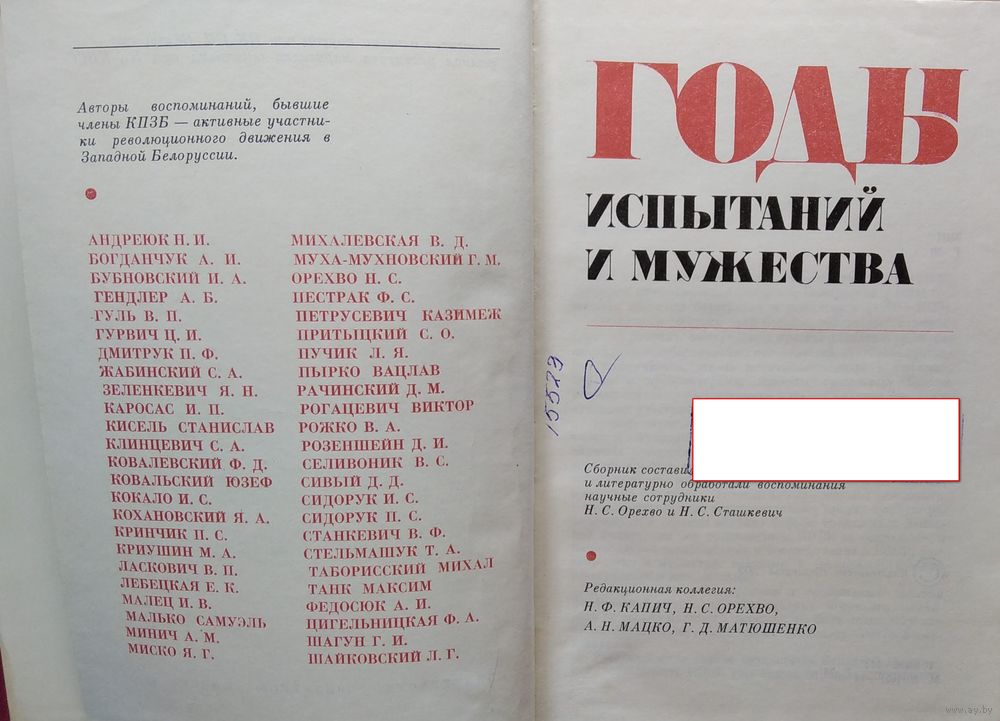 Авторы воспоминаний, бывшие
члены КПЗБ — активные участни-
ки революционного движения в
Западной Белоруссии.
АНДРЕЮК Н. И.
БОГДАНЧУК А. И.
БУБНОВСКИЙ И. А.
ГЕНДЛЕР А. Б.
ГУЛЬ В. П.
ГУРВИЧ Ц. И.
ДМИТРУК П. Ф.
ЖАБИНСКИЙ С. А.
ЗЕЛЕНКЕВИЧ Я. Н.
КАРОСАС И. П.
КИСЕЛЬ СТАНИСЛАВ
КЛИНЦЕВИЧ С. А.
КОВАЛЕВСКИЙ Ф. Д.
КОВАЛЬСКИЙ ЮЗЕФ
КОКАЛО И. С.
КОХАНОВСКИЙ Я. А.
КРИНЧИК П. С.
КРИУШИН М. А.
ЛАСКОВИЧ В. П.
ЛЕБЕЦКАЯ Е. К.
МАЛЕЦ И. В.
МАЛЬКО САМУЭЛЬ
МИНИЧ А. М.
МИСКО Я. Г.
МИХАЛЕВСКАЯ В. Д.
МУХА-МУХНОВСКИЙ Г. М.
ОРЕХВО Н. С.
ПЕСТРАК Ф. С.
ПЕТРУСЕВИЧ КАЗИМЕЖ
ПРИТЫЦКИЙ С. О.
ПУЧИК Л. Я.
ПЫРКО ВАЦЛАВ
РАЧИНСКИЙ Д. М.
РОГАЦЕВИЧ ВИКТОР
РОЖКО В. А.
РОЗЕНШЕЙН Д. И.
СЕЛИВОНИК В. С.
СИВЫЙ Д. Д.
СИДОРУК И. С.
СИДОРУК П. С.
СТАНКЕВИЧ В. Ф.
СТЕЛЬМАШУК Т. А.
ТАБОРИССКИЙ МИХАЛ
ТАНК МАКСИМ
ФЕДОСЮК А. И.
ЦИГЕЛЬНИЦКАЯ Ф. А.
ШАГУН Г. И.
ШАЙКОВСКИЙ Л. Г.
ГОДЫ
ИСПЫТАНИЙ
И МУЖЕСТВА
Сборник состави
и литературно обработали воспоминания
научные сотрудники
Н. С. Орехво и Н. С. Сташкевич
Редакционная коллегия:
Н. Ф. КАПИЧ, Н. С. ОРЕХВО,
А. Н. МАЦКО, Г. Д. МАТЮШЕНКО
www.ay.by